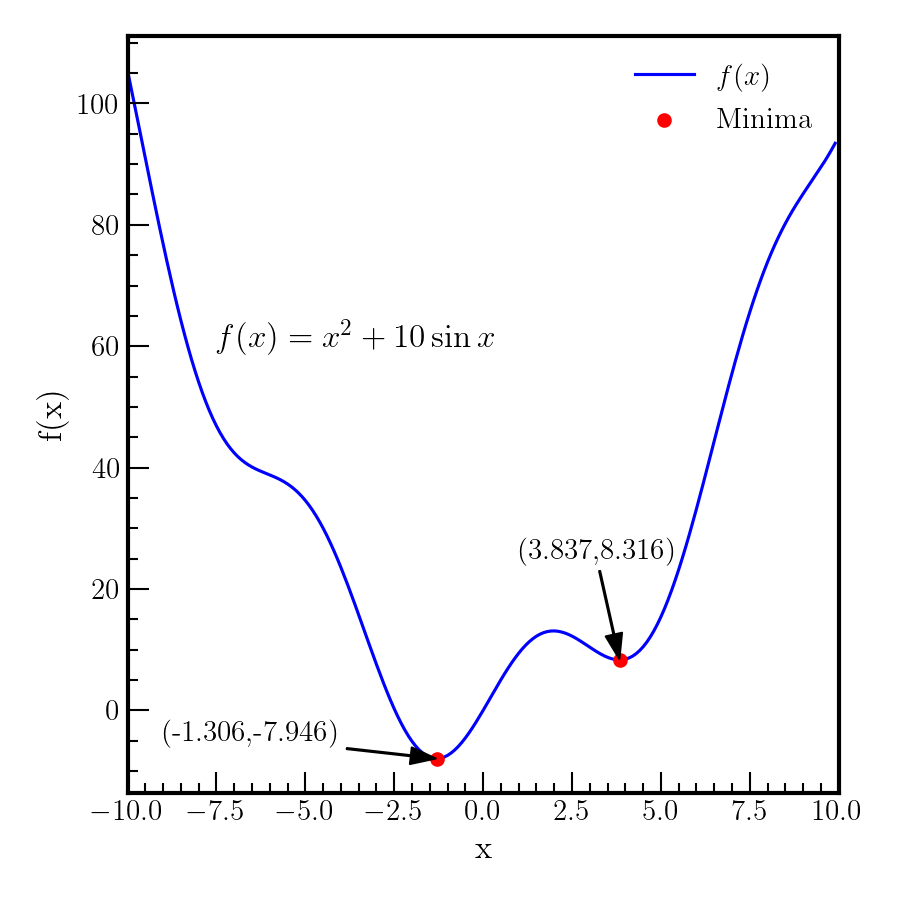 f(x)
Minima
100
80
60
40
20
0
f(x)
f(x) = x² + 10 sin x
(3.837,8.316)
(-1.306,-7.946)
−10.0 −7.5 −5.0 −2.5 0.0 2.5 5.0 7.5 10.0
x